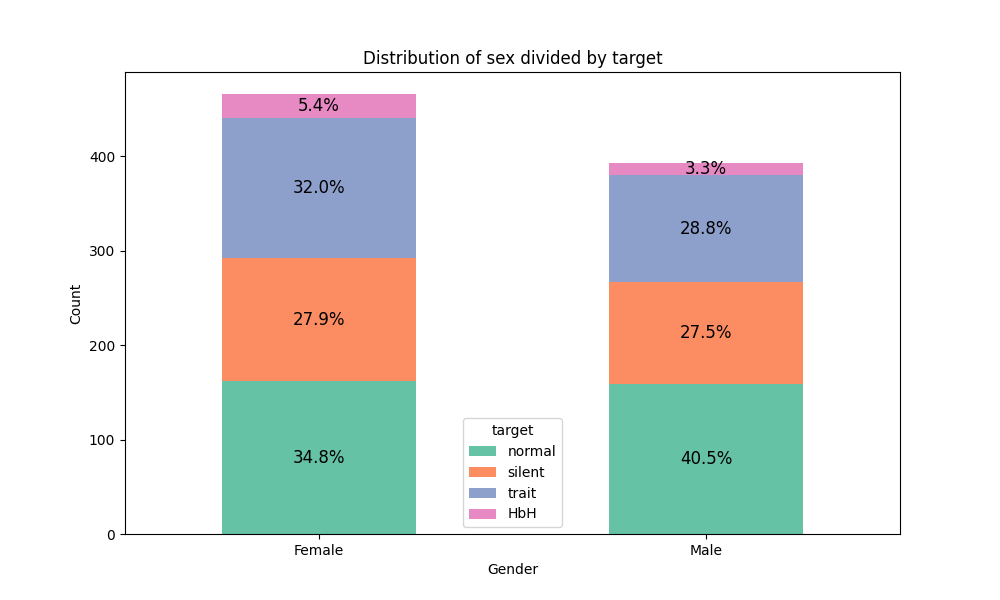 Distribution of sex divided by target
Count
400
300
200
100
0
5.4%
32.0%
27.9%
34.8%
3.3%
28.8%
27.5%
40.5%
target
normal
silent
trait
HbH
Female
Male
Gender